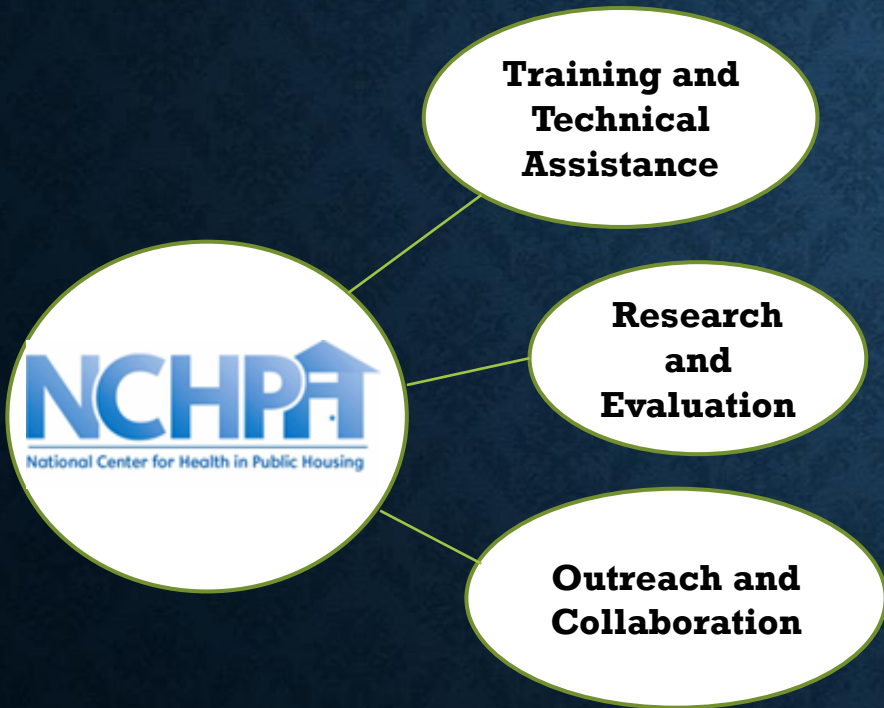 Training and
Technical
Assistance
NCHPH
National Center for Health in Public Housing
Research
and
Evaluation
Outreach and
Collaboration